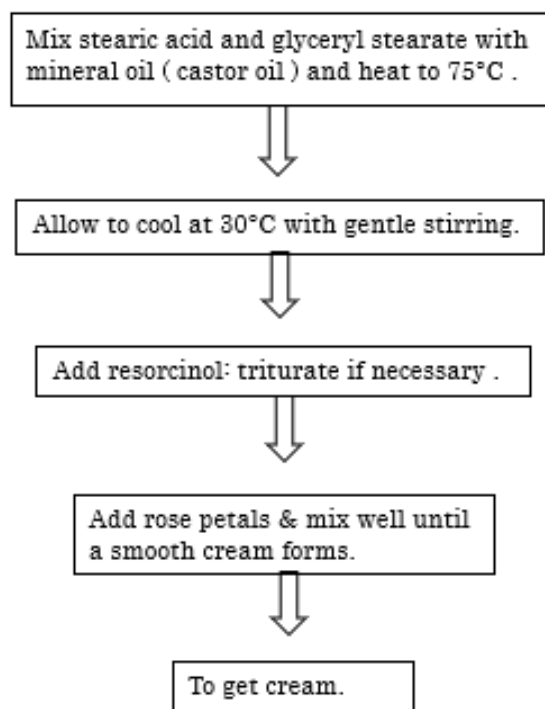 Mix stearic acid and glyceryl stearate with
mineral oil ( castor oil ) and heat to 75°C .
Allow to cool at 30°C with gentle stirring.
Add resorcinol: triturate if necessary .
Add rose petals & mix well until
a smooth cream forms.
To get cream.